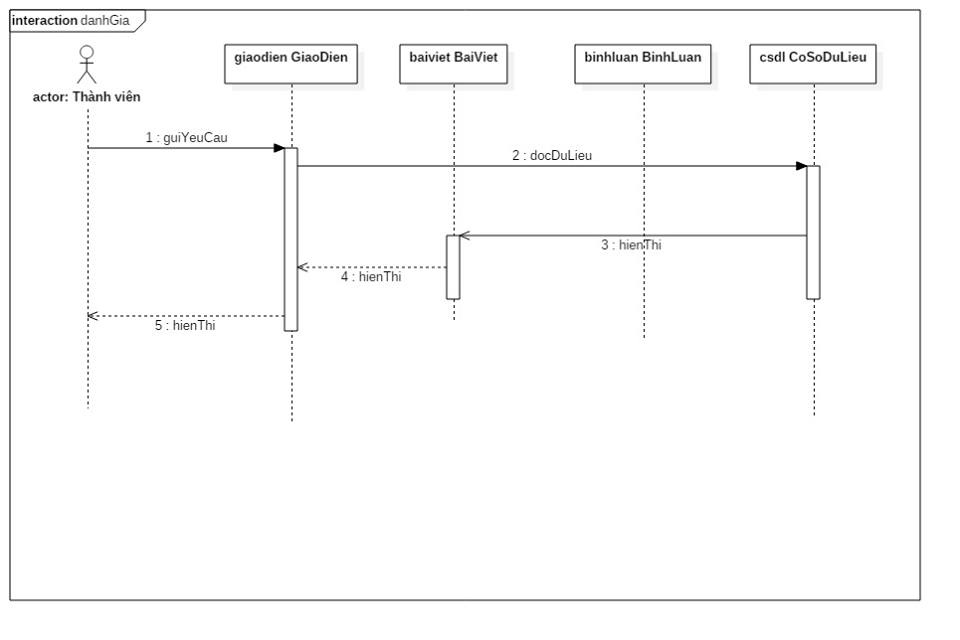 interaction danhGia
giaodien GiaoDien
baiviet BaiViet
binhluan BinhLuan
csdl CoSoDuLieu
actor: Thành viên
1 : guiYeuCau
2 : docDuLieu
3 : hienThi
4 : hienThi
5 : hienThi